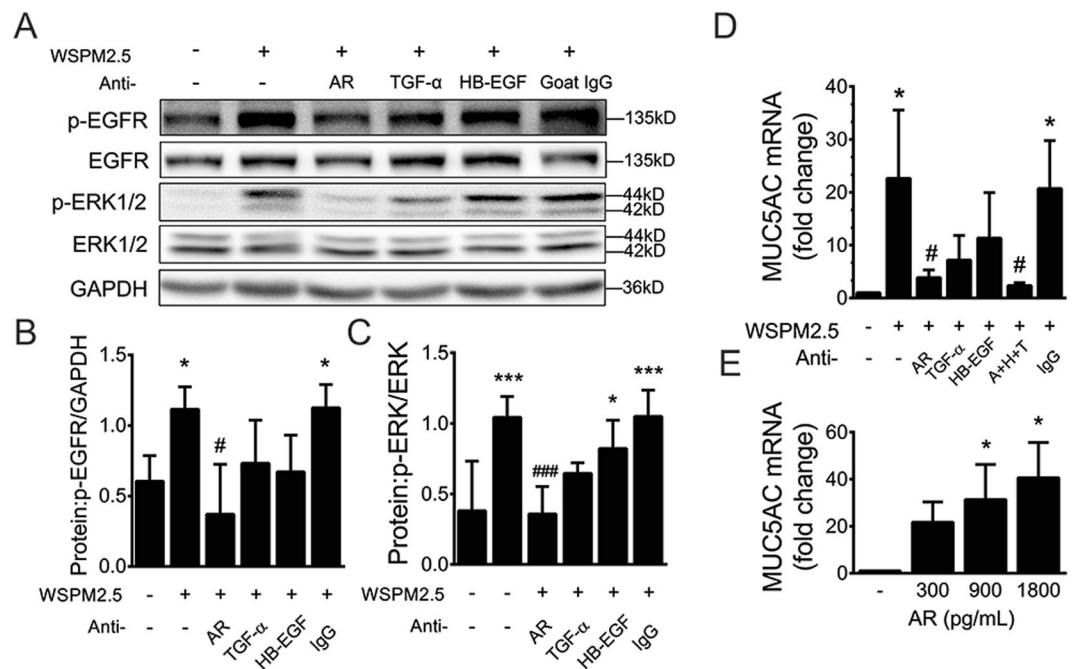 A
WSPM2.5 - + + + + +
Anti- - - AR TGF-α HB-EGF Goat IgG
p-EGFR 135kD
EGFR 135kD
p-ERK1/2 44kD
42kD
ERK1/2 44kD
42kD
GAPDH 36kD
B
Protein:p-EGFR/GAPDH
1.5
1.0
0.5
0.0
* # *
WSPM2.5 - + + + + +
Anti- - - AR TGF-α HB-EGF IgG
C
Protein:p-ERK/ERK
1.5
1.0
0.5
0.0
*** ### * ***
WSPM2.5 - + + + + +
Anti- - - AR TGF-α HB-EGF IgG
D
MUC5AC mRNA
(fold change)
40
30
20
10
0
* # # *
WSPM2.5 - + + + + + +
Anti- - - AR TGF-α HB-EGF A+H+T IgG
E
MUC5AC mRNA
(fold change)
60
40
20
0
* *
- 300 900 1800
AR (pg/mL)